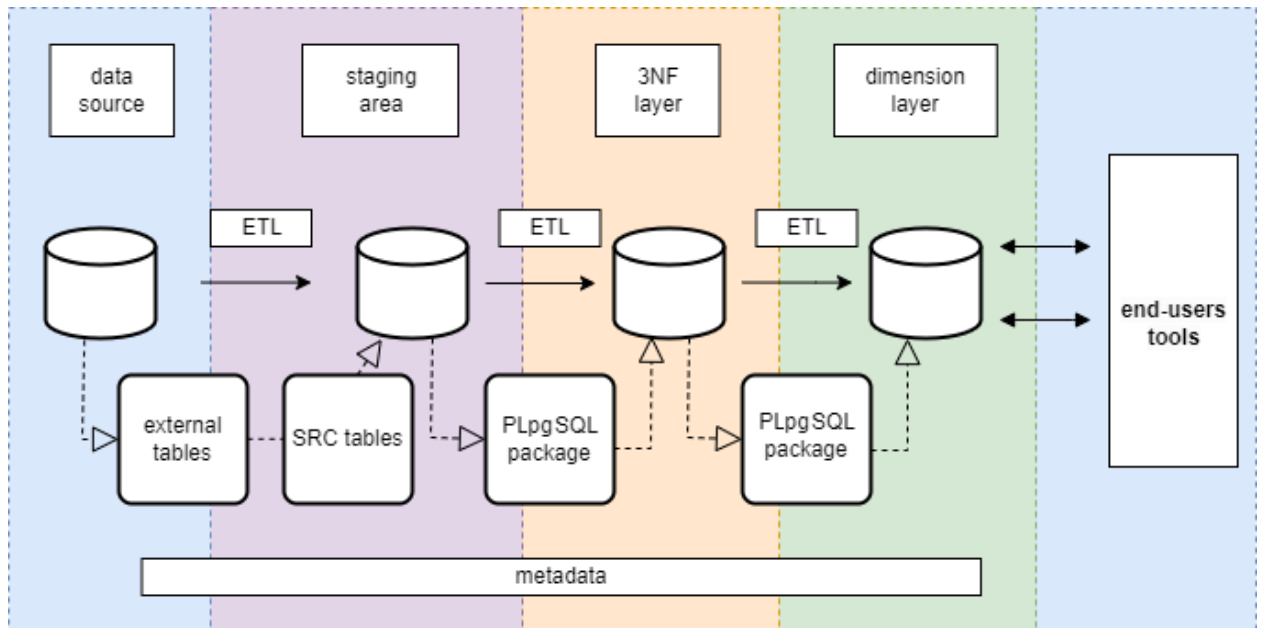 data
source
staging
area
3NF
layer
dimension
layer
ETL
ETL
ETL
end-users
tools
external
tables
SRC tables
PLpgSQL
package
PLpgSQL
package
metadata